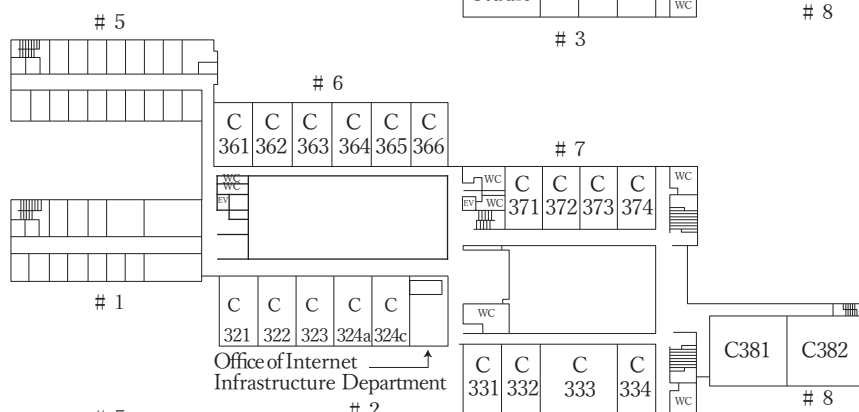 WC
# 5
# 3
# 8
# 6
C 361
C 362
C 363
C 364
C 365
C 366
# 7
WC
WC
EV
WC
EV
WC
C 371
C 372
C 373
C 374
WC
# 1
C 321
C 322
C 323
C 324a
C 324c
WC
Office of Internet
Infrastructure Department
C 331
C 332
C 333
C 334
WC
C381
C382
# 8
# 2